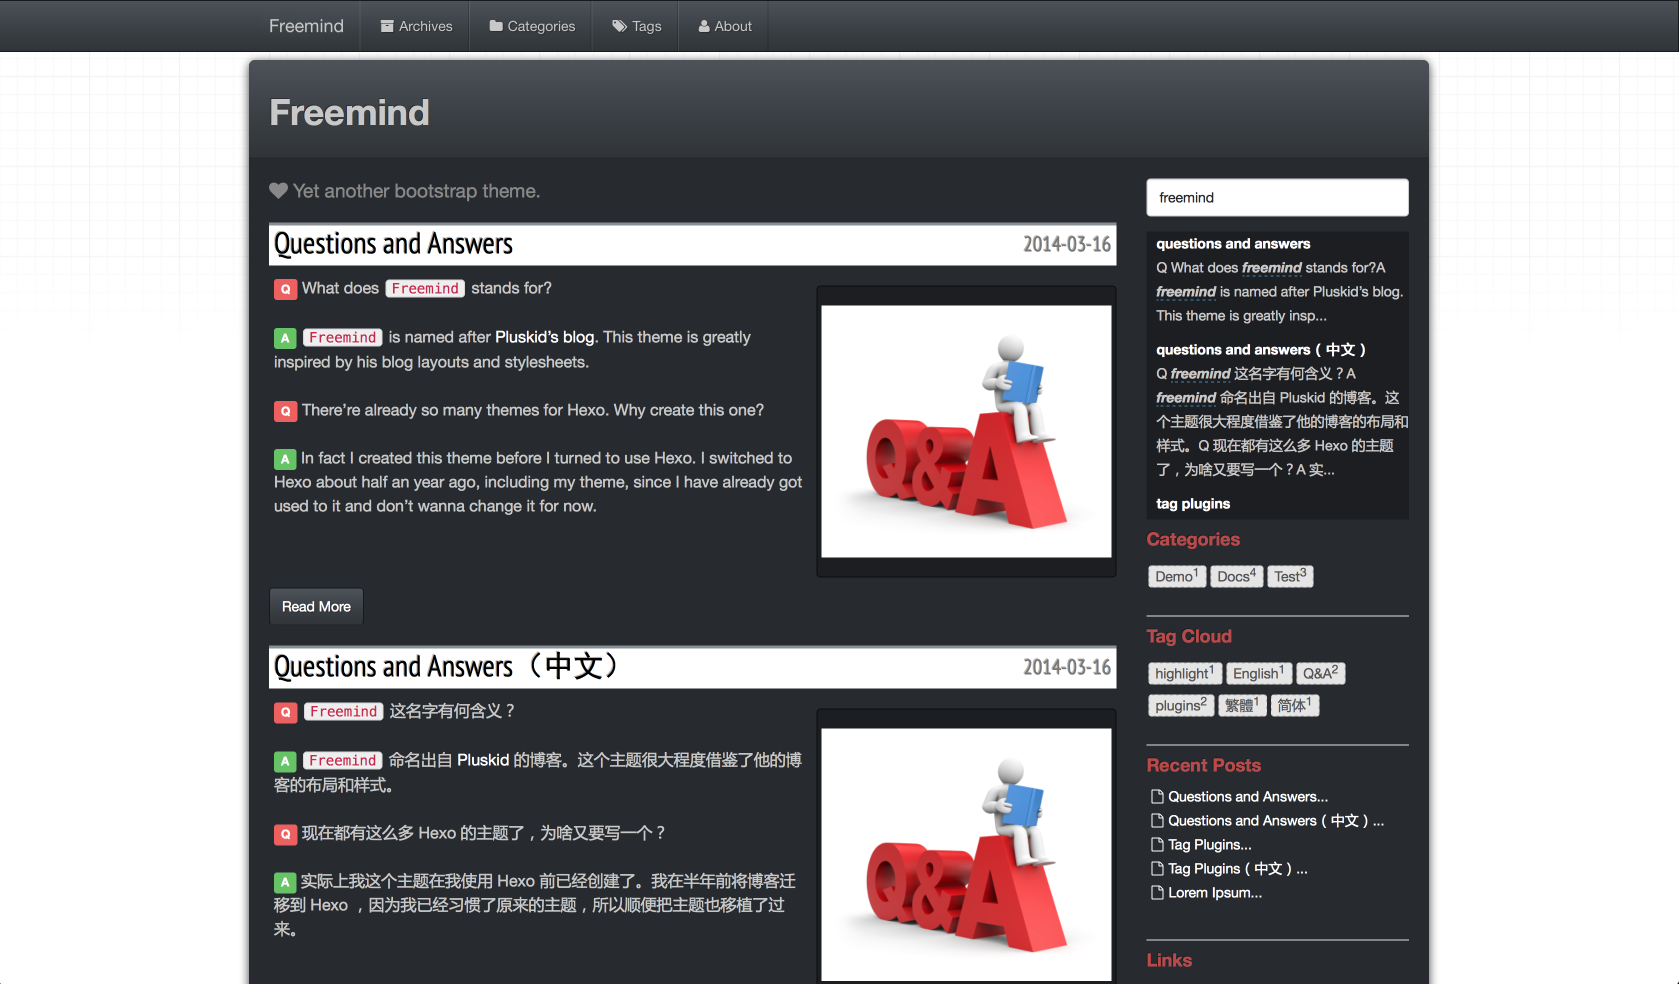 Freemind Archives Categories Tags About
Freemind
Yet another bootstrap theme.
Questions and Answers 2014-03-16
Q What does Freemind stands for?
A Freemind is named after Pluskid’s blog. This theme is greatly
inspired by his blog layouts and stylesheets.
Q There’re already so many themes for Hexo. Why create this one?
A In fact I created this theme before I turned to use Hexo. I switched to
Hexo about half an year ago, including my theme, since I have already got
used to it and don’t wanna change it for now.
Q&A
Read More
Questions and Answers（中文） 2014-03-16
Q Freemind 这名字有何含义？
A Freemind 命名出自 Pluskid 的博客。这个主题很大程度借鉴了他的博
客的布局和样式。
Q 现在都有这么多 Hexo 的主题了，为啥又要写一个？
A 实际上我这个主题在我使用 Hexo 前已经创建了。我在半年前将博客迁
移到 Hexo ，因为我已经习惯了原来的主题，所以顺便把主题也移植了过
来。
Q&A
freemind
questions and answers
Q What does freemind stands for?A
freemind is named after Pluskid’s blog.
This theme is greatly insp...
questions and answers（中文）
Q freemind 这名字有何含义？A
freemind 命名出自 Pluskid 的博客。这
个主题很大程度借鉴了他的博客的布局和
样式。Q 现在都有这么多 Hexo 的主题
了，为啥又要写一个？A 实...
tag plugins
Categories
Demo1 Docs4 Test3
Tag Cloud
highlight1 English1 Q&A2
plugins2 繁體1 简体1
Recent Posts
Questions and Answers...
Questions and Answers（中文）...
Tag Plugins...
Tag Plugins（中文）...
Lorem Ipsum...
Links